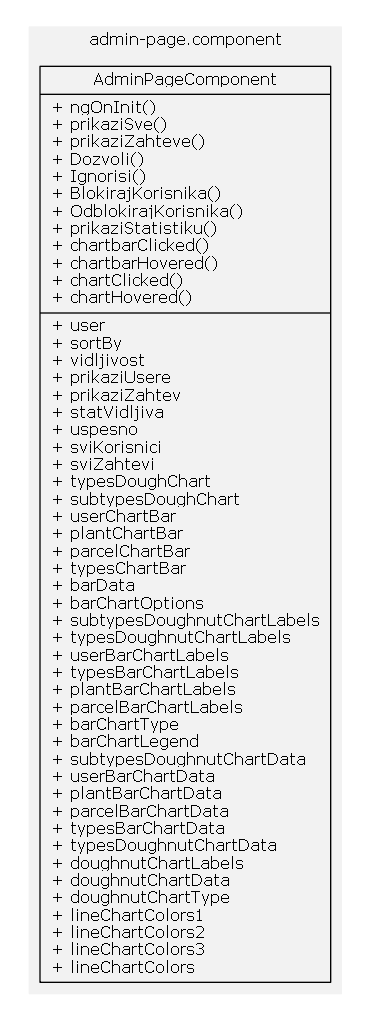 admin-page.component
AdminPageComponent
+ ngOnInit()
+ prikaziSve()
+ prikaziZahteve()
+ Dozvoli()
+ Ignorisi()
+ BlokirajKorisnika()
+ OdblokirajKorisnika()
+ prikaziStatistiku()
+ chartbarClicked()
+ chartbarHovered()
+ chartClicked()
+ chartHovered()
+ user
+ sortBy
+ vidljivost
+ prikaziUsere
+ prikaziZahtev
+ statVidljiva
+ uspesno
+ sviKorisnici
+ sviZahtevi
+ typesDoughChart
+ subtypesDoughChart
+ userChartBar
+ plantChartBar
+ parcelChartBar
+ typesChartBar
+ barData
+ barChartOptions
+ subtypesDoughnutChartLabels
+ typesDoughnutChartLabels
+ userBarChartLabels
+ typesBarChartLabels
+ plantBarChartLabels
+ parcelBarChartLabels
+ barChartType
+ barChartLegend
+ subtypesDoughnutChartData
+ userBarChartData
+ plantBarChartData
+ parcelBarChartData
+ typesBarChartData
+ typesDoughnutChartData
+ doughnutChartLabels
+ doughnutChartData
+ doughnutChartType
+ lineChartColors1
+ lineChartColors2
+ lineChartColors3
+ lineChartColors